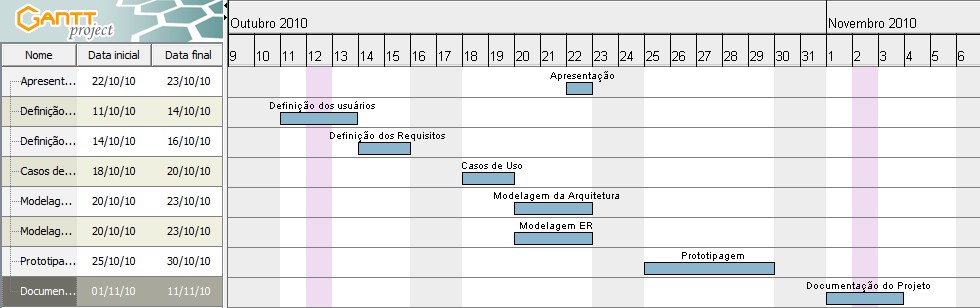 GANTT
project
Outubro 2010
Novembro 2010
Nome Data inicial Data final
9 10 11 12 13 14 15 16 17 18 19 20 21 22 23 24 25 26 27 28 29 30 31 1 2 3 4 5 6
Apresent... 22/10/10 23/10/10
Apresentação
Definição... 11/10/10 14/10/10
Definição dos usuários
Definição... 14/10/10 16/10/10
Definição dos Requisitos
Casos de... 18/10/10 20/10/10
Casos de Uso
Modelag... 20/10/10 23/10/10
Modelagem da Arquitetura
Modelag... 20/10/10 23/10/10
Modelagem ER
Prototipa... 25/10/10 30/10/10
Prototipagem
Documen... 01/11/10 11/11/10
Documentação do Projeto